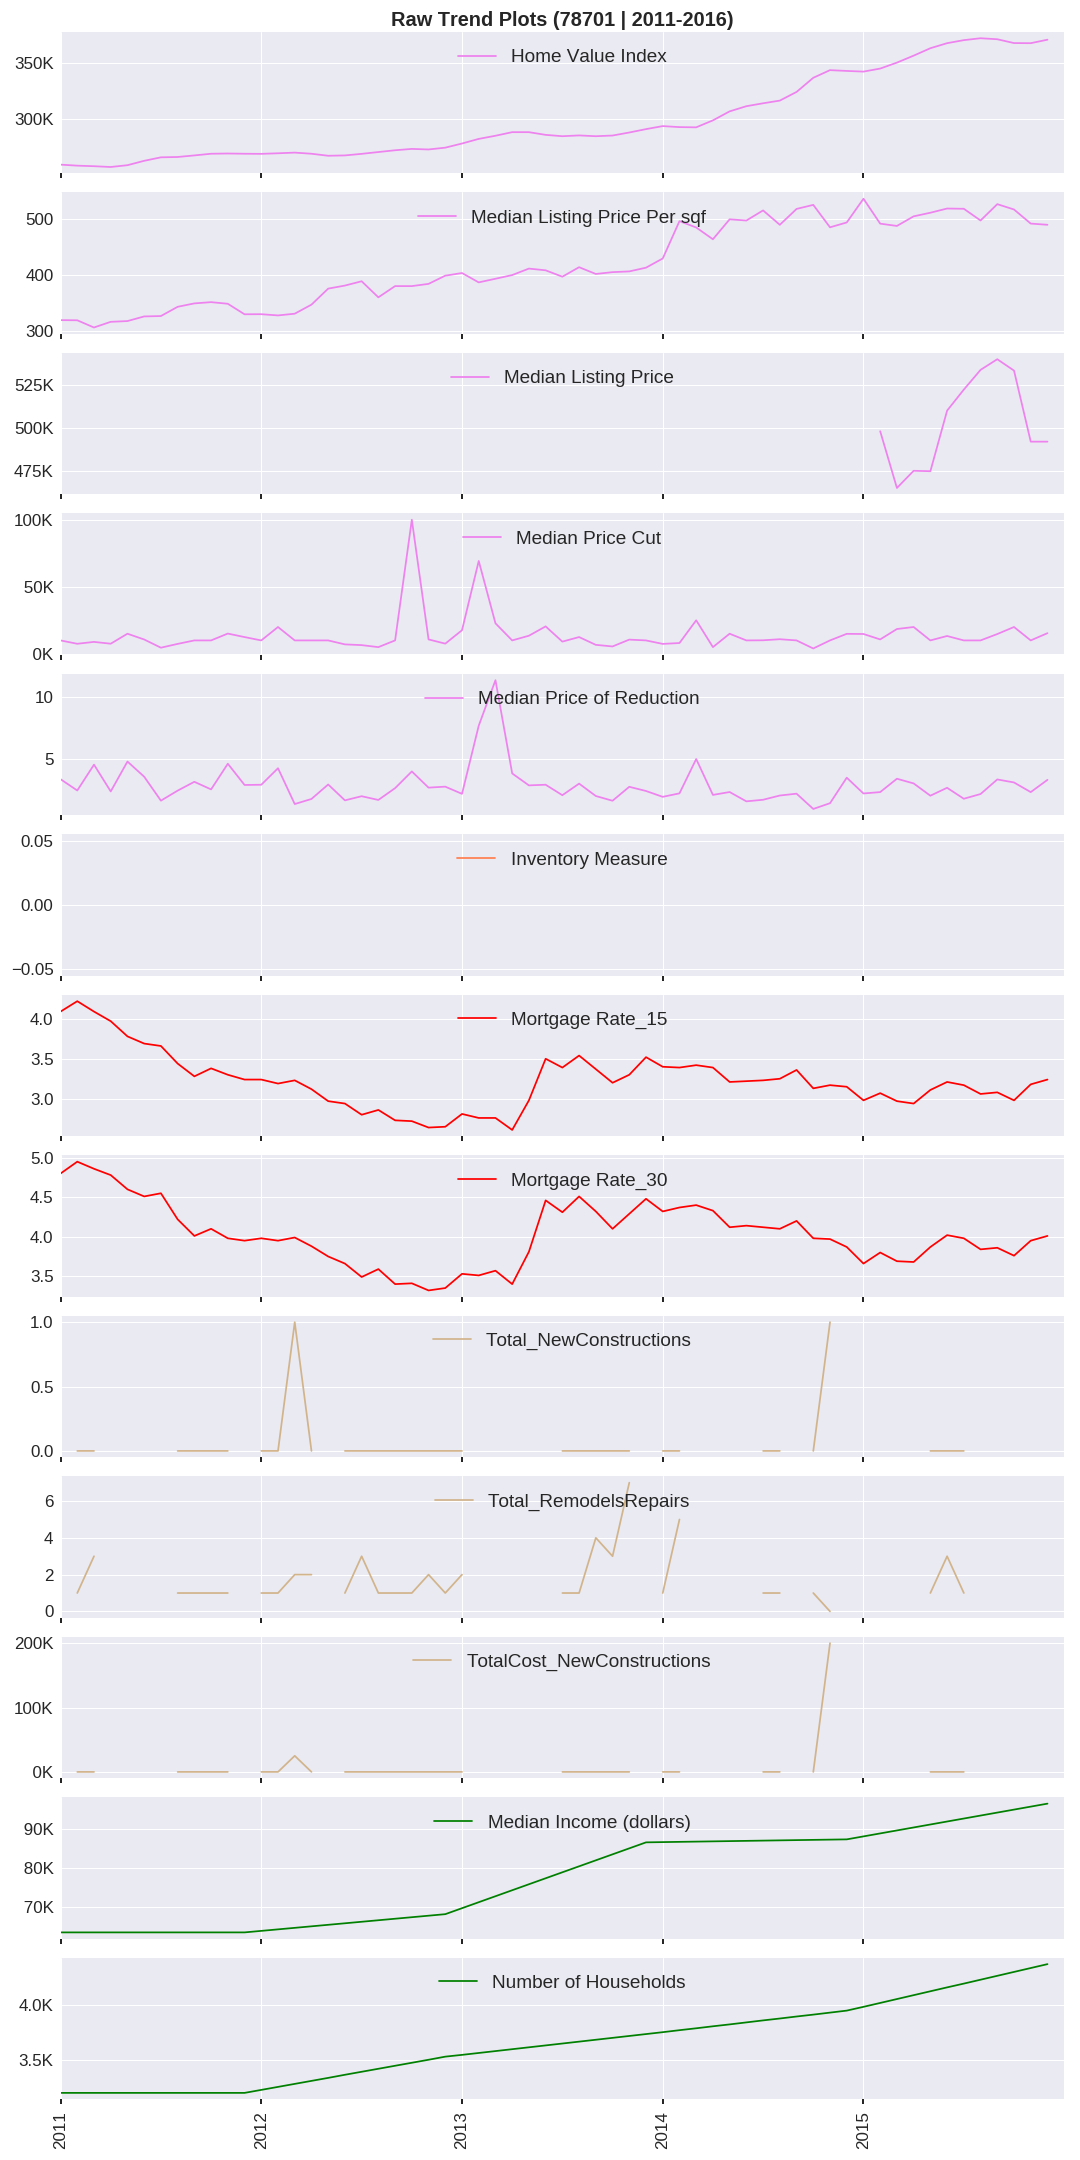 Raw Trend Plots (78701 | 2011-2016)
Home Value Index
350K
300K
Median Listing Price Per sqf
500
400
300
Median Listing Price
525K
500K
475K
Median Price Cut
100K
50K
0K
Median Price of Reduction
10
5
Inventory Measure
0.05
0.00
−0.05
Mortgage Rate_15
4.0
3.5
3.0
Mortgage Rate_30
5.0
4.5
4.0
3.5
Total_NewConstructions
1.0
0.5
0.0
Total_RemodelsRepairs
6
4
2
0
TotalCost_NewConstructions
200K
100K
0K
Median Income (dollars)
90K
80K
70K
Number of Households
4.0K
3.5K
2011
2012
2013
2014
2015